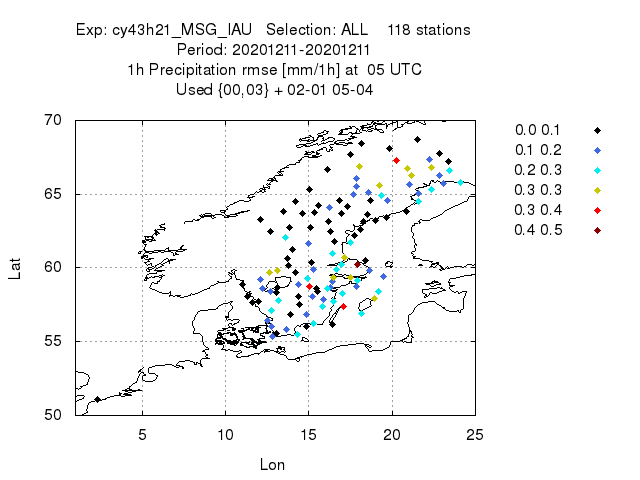 Exp: cy43h21_MSG_IAU   Selection: ALL    118 stations
Period: 20201211-20201211
1h Precipitation rmse [mm/1h] at  05 UTC
Used {00,03} + 02-01 05-04
70
65
60
55
50
5 10 15 20 25
Lat
Lon
0.0 0.1
0.1 0.2
0.2 0.3
0.3 0.3
0.3 0.4
0.4 0.5